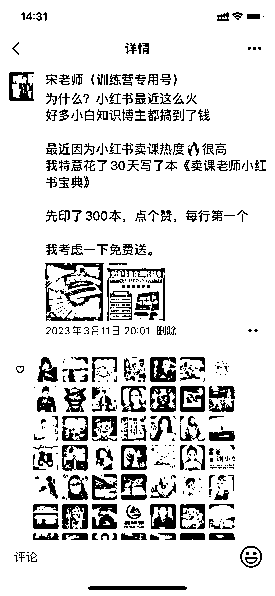 14:31
详情
宋老师（训练营专用号）
为什么？小红书最近这么火
好多小白知识博主都搞到了钱
最近因为小红书卖课热度🔥很高
我特意花了30天写了本《卖课老师小红
书宝典》
先印了300本，点个赞，每行第一个
我考虑一下免费送。
2023年3月11日 20:01 删除
评论